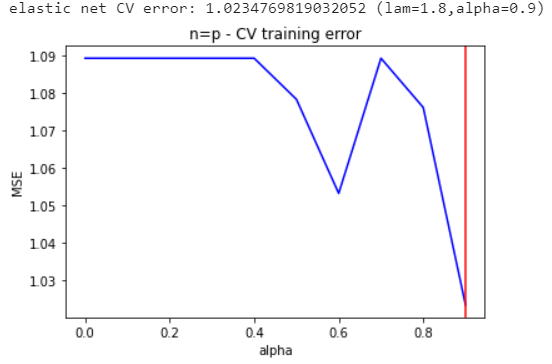 elastic net CV error: 1.0234769819032052 (lam=1.8,alpha=0.9)
n=p - CV training error
1.09
1.08
1.07
1.06
1.05
1.04
1.03
MSE
0.0 0.2 0.4 0.6 0.8
alpha